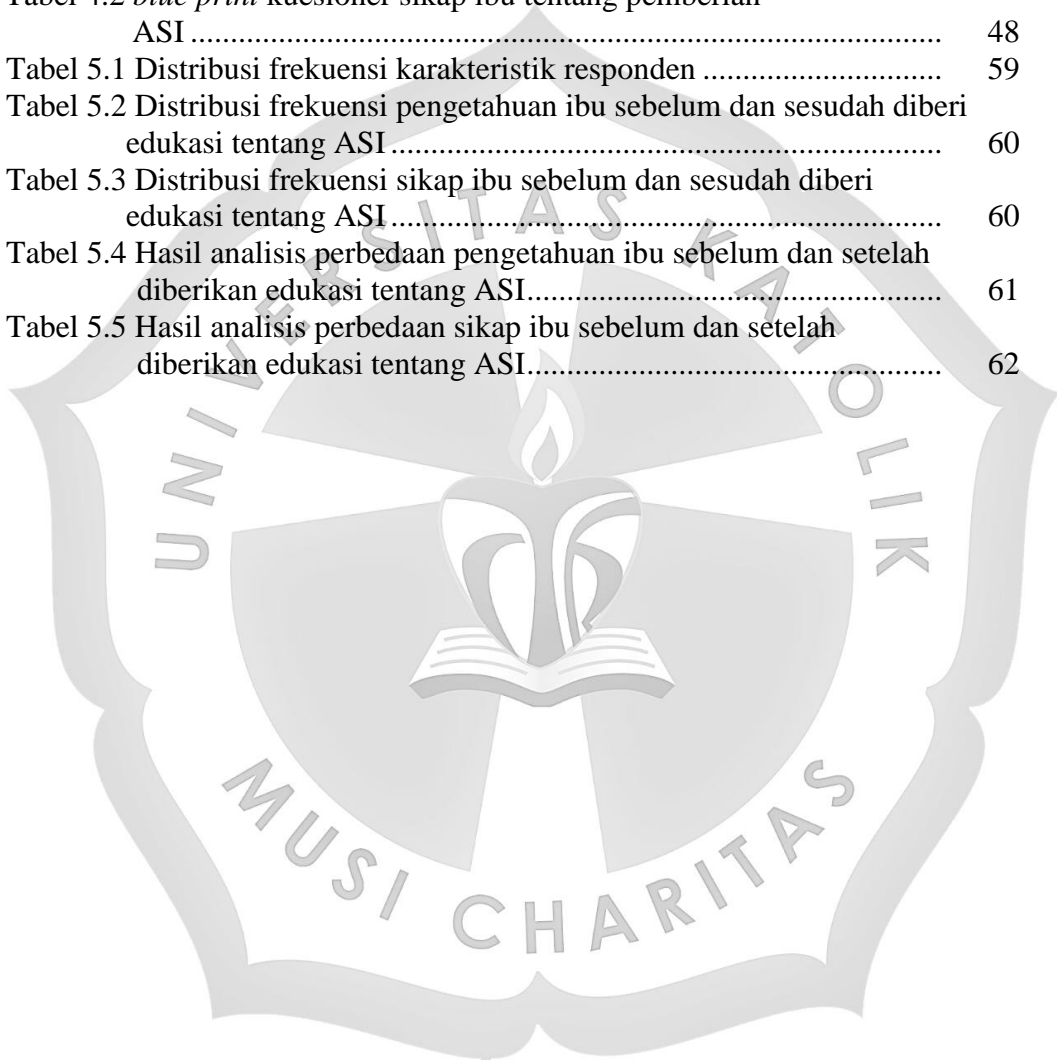 Tabel 4.2 blue print kuesioner sikap ibu tentang pemberian
ASI ............................................................................................ 48
Tabel 5.1 Distribusi frekuensi karakteristik responden .............................. 59
Tabel 5.2 Distribusi frekuensi pengetahuan ibu sebelum dan sesudah diberi
edukasi tentang ASI .................................................................... 60
Tabel 5.3 Distribusi frekuensi sikap ibu sebelum dan sesudah diberi
edukasi tentang ASI .................................................................... 60
Tabel 5.4 Hasil analisis perbedaan pengetahuan ibu sebelum dan setelah
diberikan edukasi tentang ASI.................................................... 61
Tabel 5.5 Hasil analisis perbedaan sikap ibu sebelum dan setelah
diberikan edukasi tentang ASI.................................................... 62
UNIVERSITAS KATOLIK
MUSI CHARITAS